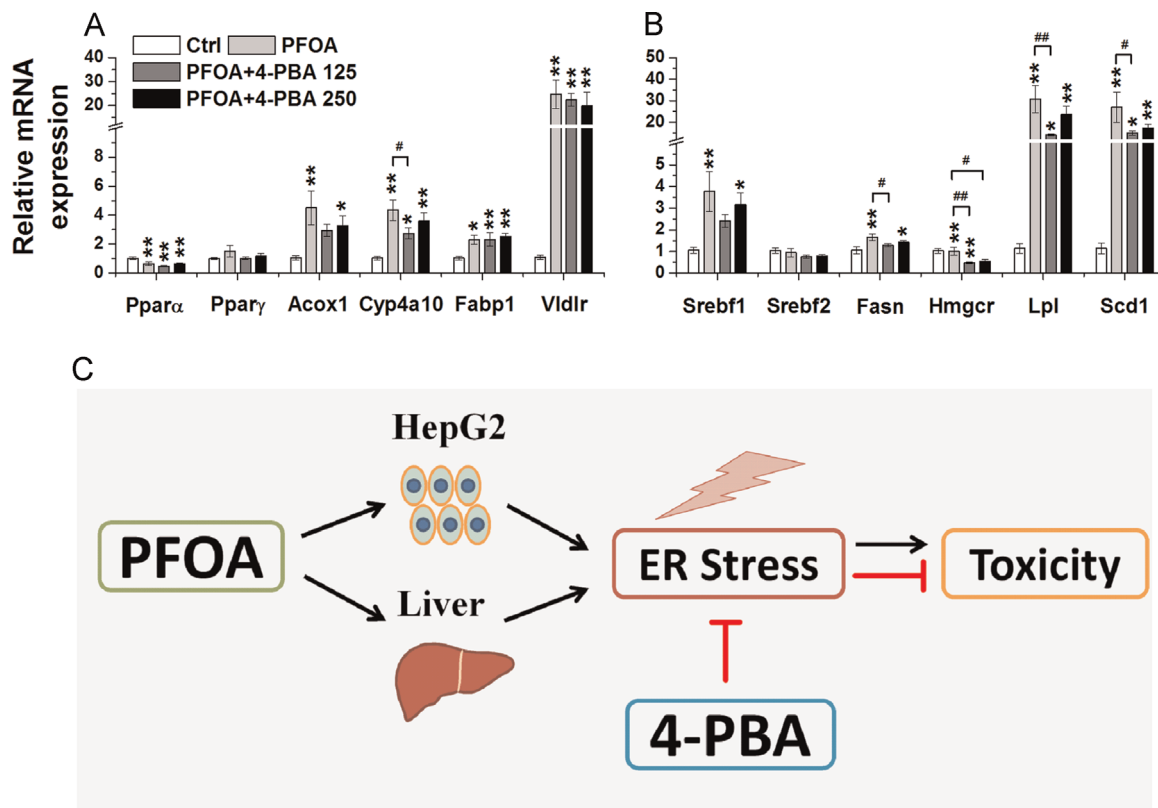 A
Ctrl PFOA
PFOA+4-PBA 125
PFOA+4-PBA 250
Relative mRNA
expression
40
30
20
8
6
4
2
0
** ** **
** *
#
** * **
* ** **
** ** **
Pparα Pparγ Acox1 Cyp4a10 Fabp1 Vldlr
B
50
40
30
20
10
5
4
3
2
1
0
** *
#
** *
#
##
** **
##
** * **
#
** * **
Srebf1 Srebf2 Fasn Hmgcr Lpl Scd1
C
HepG2
PFOA
ER Stress
Toxicity
Liver
4-PBA